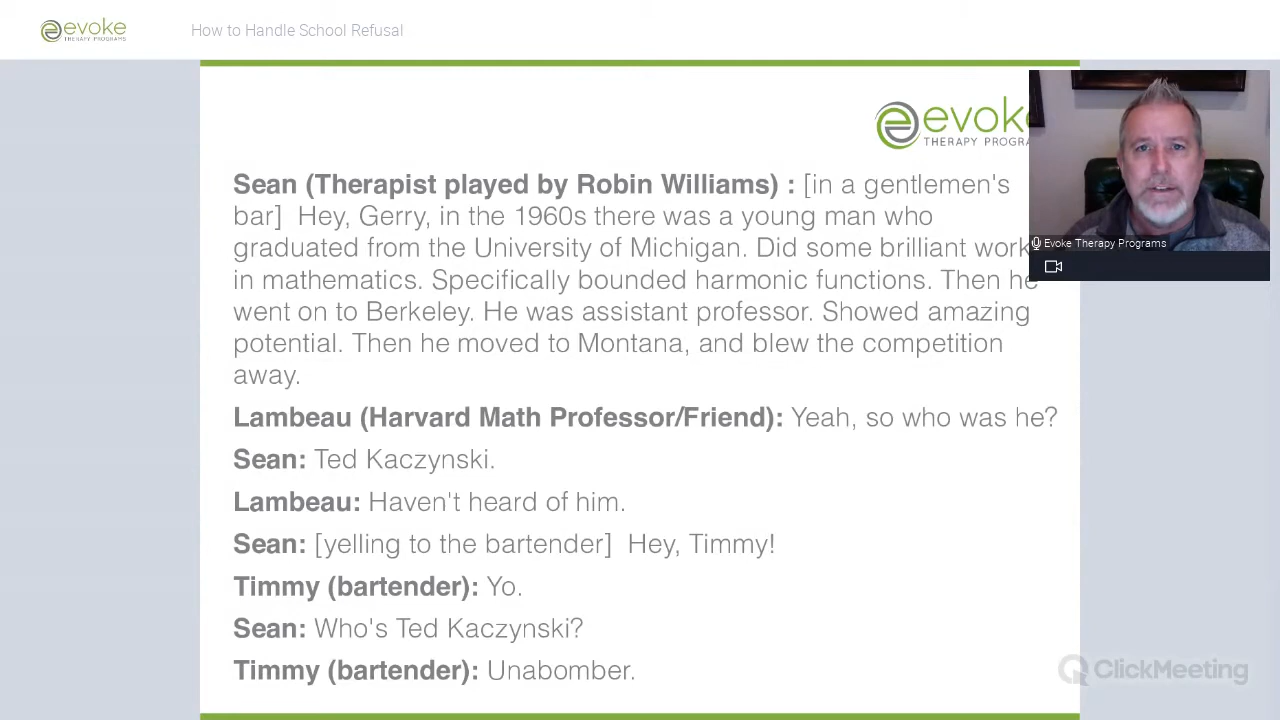 evoke
THERAPY PROGRAMS
How to Handle School Refusal
evoke
THERAPY PROGRA
Sean (Therapist played by Robin Williams) : [in a gentlemen's
bar]  Hey, Gerry, in the 1960s there was a young man who
graduated from the University of Michigan. Did some brilliant work
in mathematics. Specifically bounded harmonic functions. Then he
went on to Berkeley. He was assistant professor. Showed amazing
potential. Then he moved to Montana, and blew the competition
away.
Lambeau (Harvard Math Professor/Friend): Yeah, so who was he?
Sean: Ted Kaczynski.
Lambeau: Haven't heard of him.
Sean: [yelling to the bartender]  Hey, Timmy!
Timmy (bartender): Yo.
Sean: Who's Ted Kaczynski?
Timmy (bartender): Unabomber.
Evoke Therapy Programs
ClickMeeting